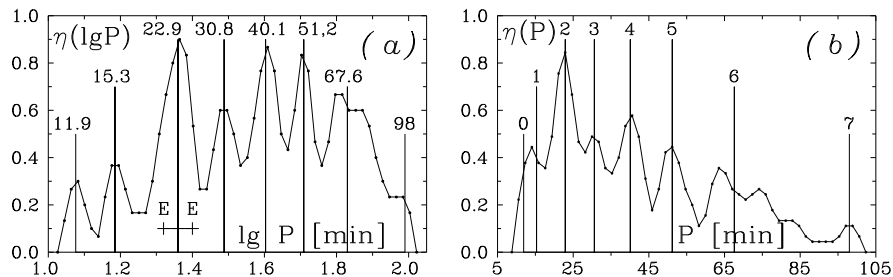 η(lgP) 22.9 30.8 40.1 51,2 (a)
15.3 67.6
11.9 98
E E
lg P [min]
0.0 0.2 0.4 0.6 0.8 1.0
1.0 1.2 1.4 1.6 1.8 2.0
η(P) 2 3 4 5 (b)
1 6
0 7
P [min]
0.0 0.2 0.4 0.6 0.8 1.0
5 25 45 65 85 105